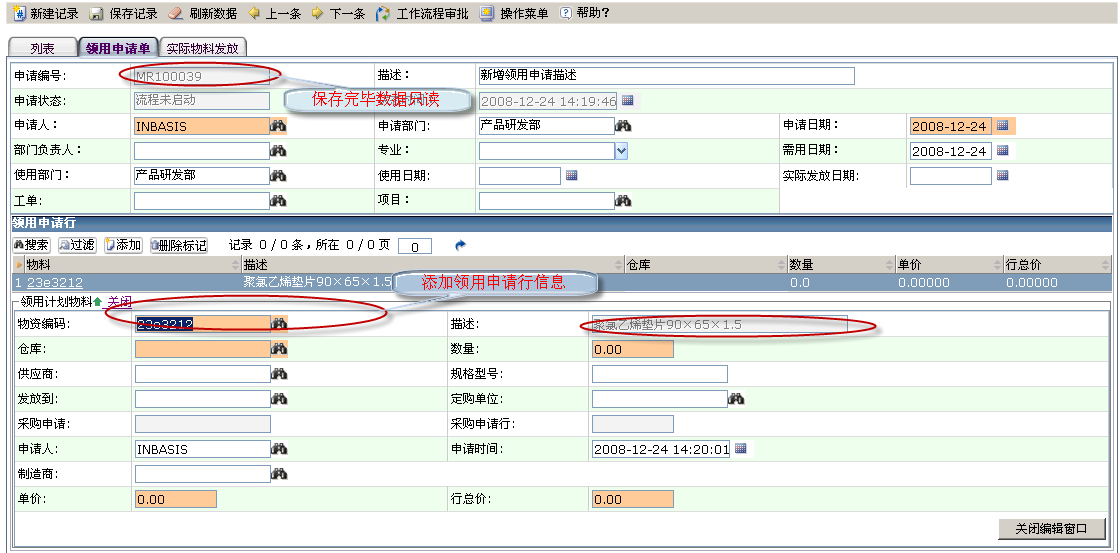 新建记录 保存记录 刷新数据 上一条 下一条 工作流程审批 操作菜单 帮助?
列表 领用申请单 实际物料发放
申请编号: MR100039 描述: 新增领用申请描述
申请状态: 流程未启动 保存完毕数据只读 2008-12-24 14:19:46
申请人: INBASIS 申请部门: 产品研发部 申请日期: 2008-12-24
部门负责人: 专业: 需用日期: 2008-12-24
使用部门: 产品研发部 使用日期: 实际发放日期:
工单: 项目:
领用申请行
搜索 过滤 添加 删除标记 记录 0 / 0 条,所在 0 / 0 页 0
物料 描述 仓库 数量 单价 行总价
1 23e3212 聚氯乙烯垫片90×65×1.5 0.0 0.00000 0.00000
添加领用申请行信息
领用计划物料 关闭
物资编码: 23e3212 描述: 聚氯乙烯垫片90×65×1.5
仓库: 数量: 0.00
供应商: 规格型号:
发放到: 定购单位:
采购申请: 采购申请行:
申请人: INBASIS 申请时间: 2008-12-24 14:20:01
制造商:
单价: 0.00 行总价: 0.00
关闭编辑窗口